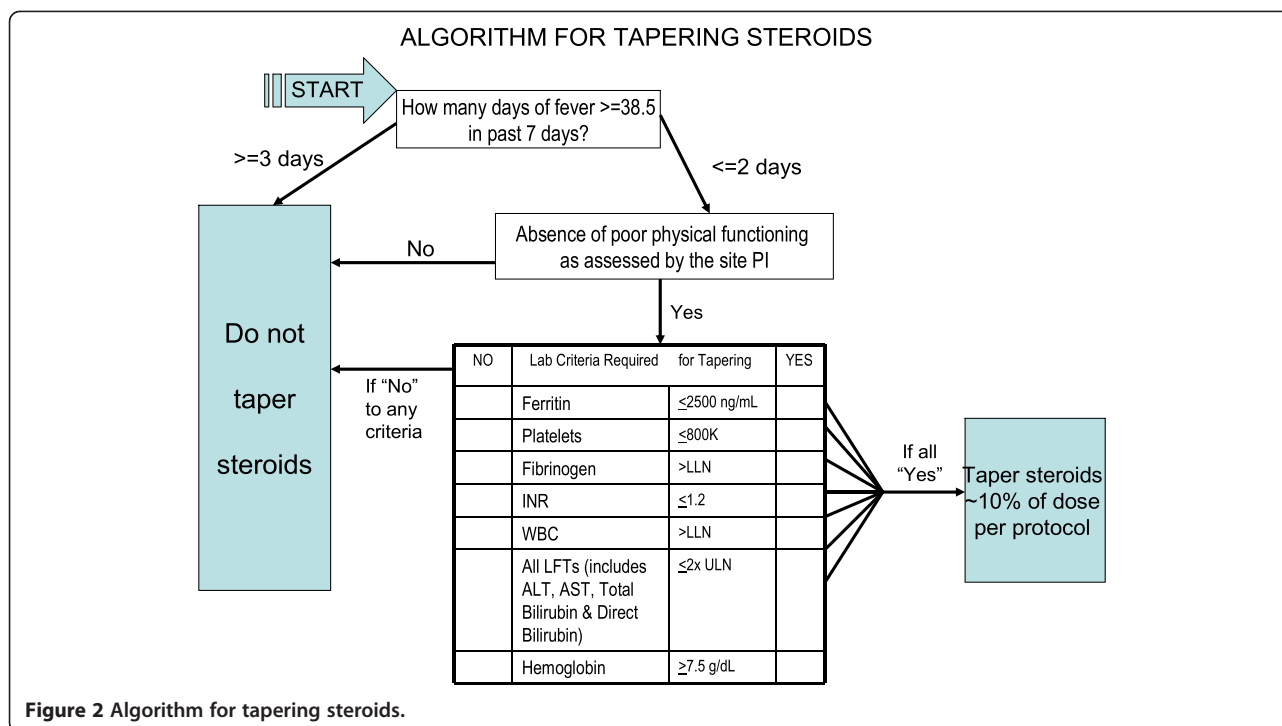 ALGORITHM FOR TAPERING STEROIDS
START
How many days of fever >=38.5
in past 7 days?
>=3 days
<=2 days
Absence of poor physical functioning
as assessed by the site PI
No
Yes
Do not
taper
steroids
If “No”
to any
criteria
NO Lab Criteria Required for Tapering YES
Ferritin ≤2500 ng/mL
Platelets ≤800K
Fibrinogen >LLN
INR ≤1.2
WBC >LLN
All LFTs (includes ≤2x ULN
ALT, AST, Total
Bilirubin & Direct
Bilirubin)
Hemoglobin ≥7.5 g/dL
If all
“Yes”
Taper steroids
~10% of dose
per protocol
Figure 2 Algorithm for tapering steroids.